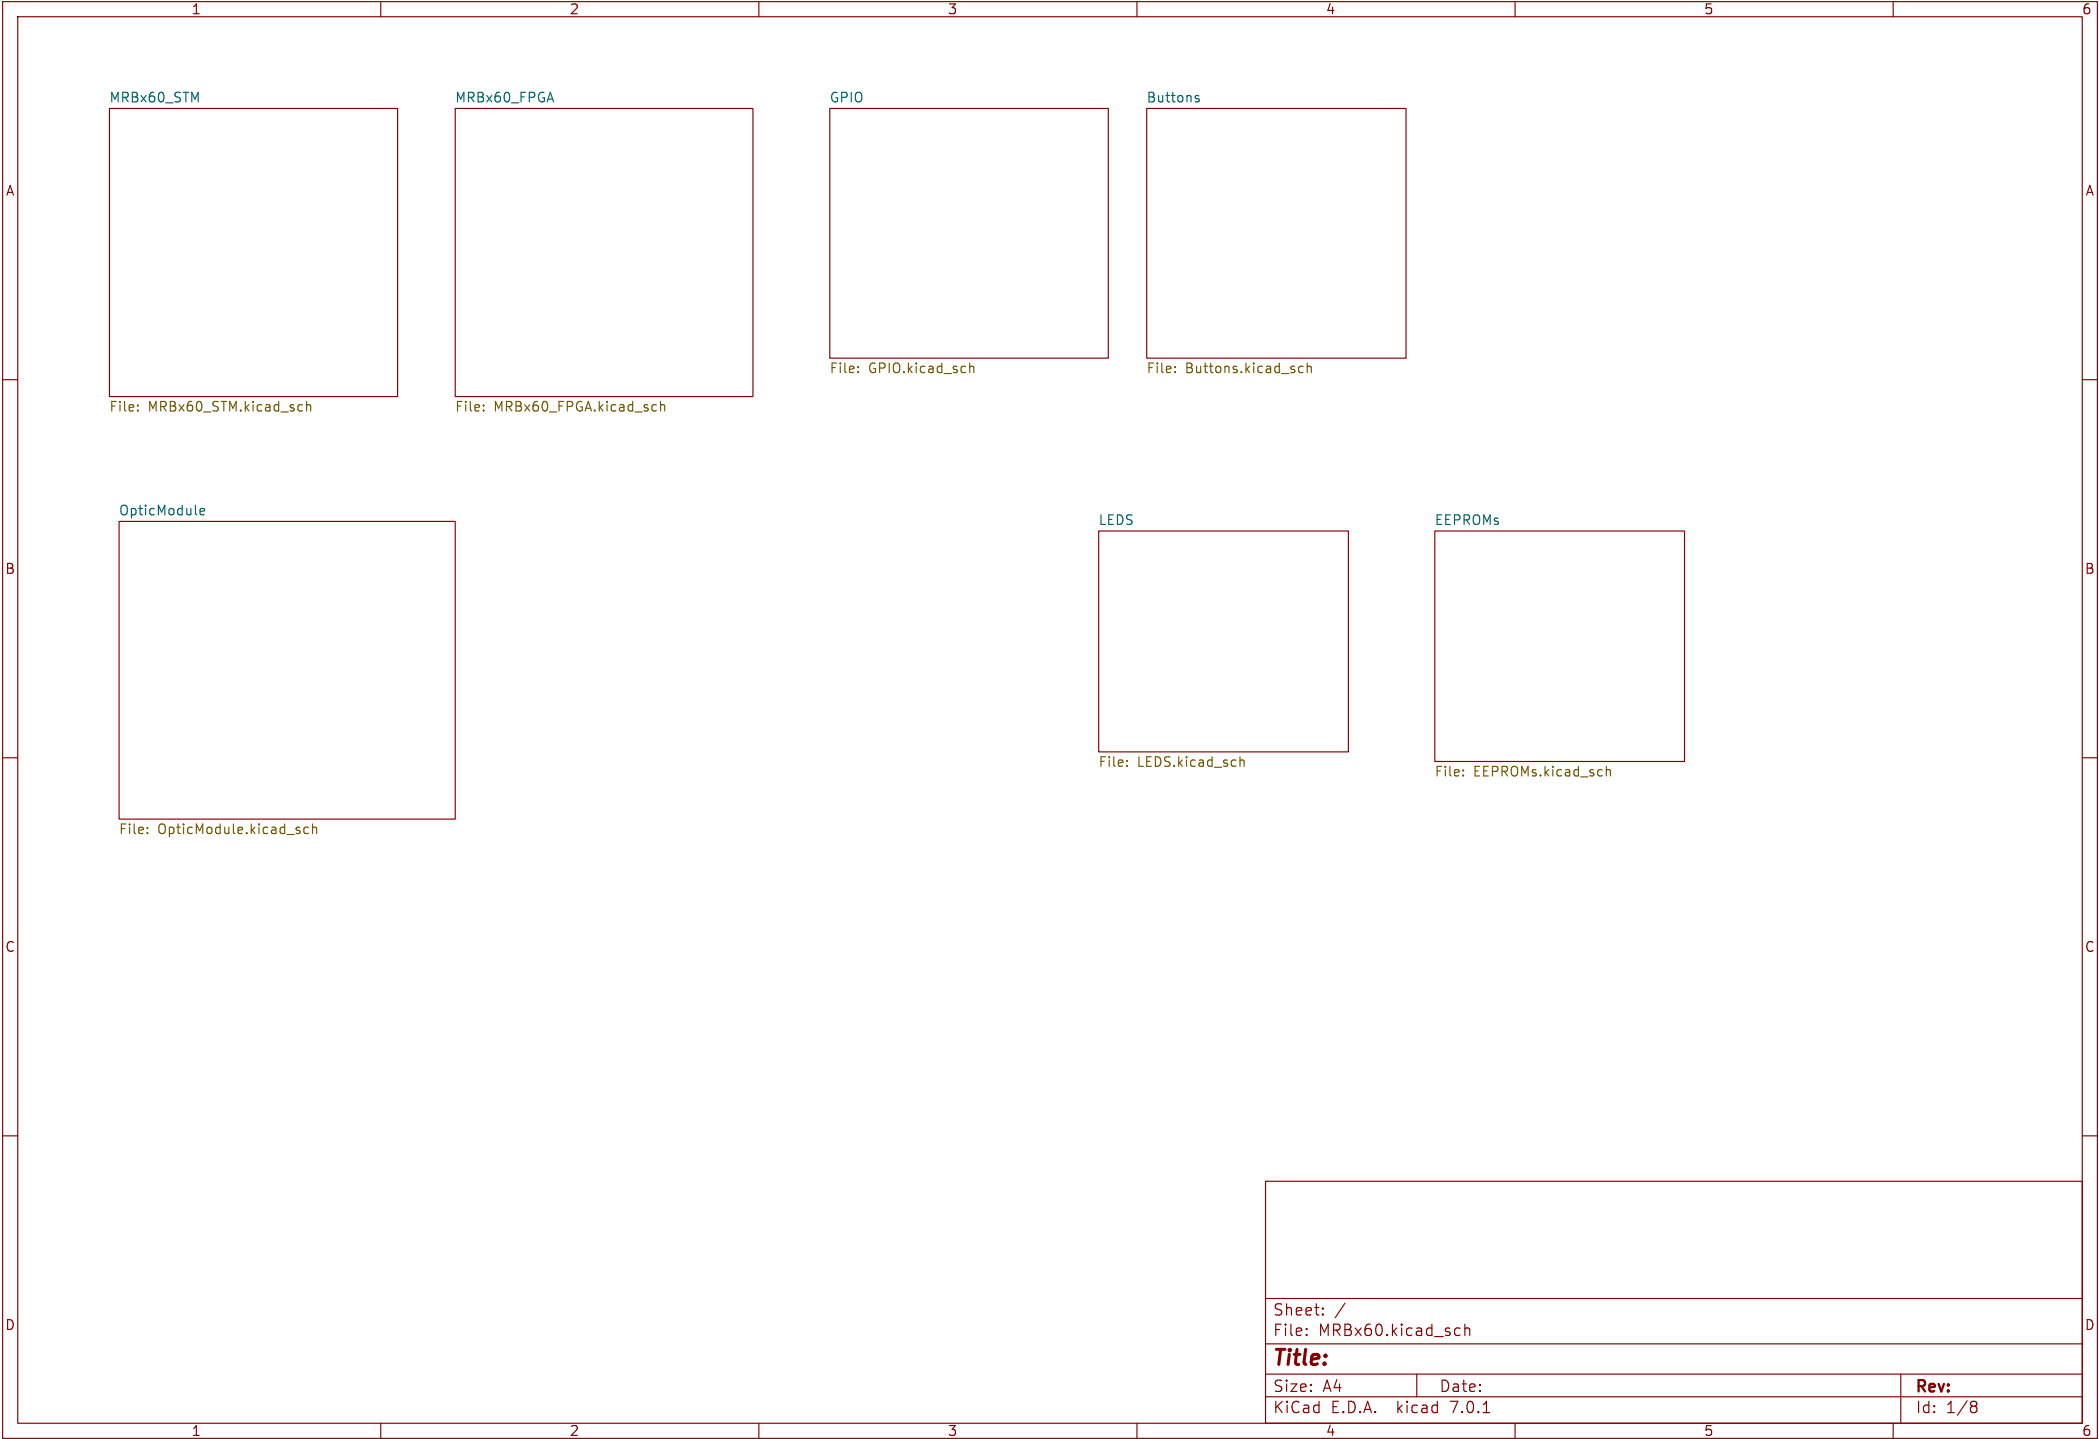 1 2 3 4 5 6
MRBx60_STM MRBx60_FPGA GPIO Buttons
A A
File: GPIO.kicad_sch File: Buttons.kicad_sch
File: MRBx60_STM.kicad_sch File: MRBx60_FPGA.kicad_sch
OpticModule
LEDS EEPROMs
B B
File: LEDS.kicad_sch
File: EEPROMs.kicad_sch
File: OpticModule.kicad_sch
C C
Sheet: /
D D
File: MRBx60.kicad_sch
Title:
Size: A4 Date: Rev:
KiCad E.D.A. kicad 7.0.1 Id: 1/8
1 2 3 4 5 6